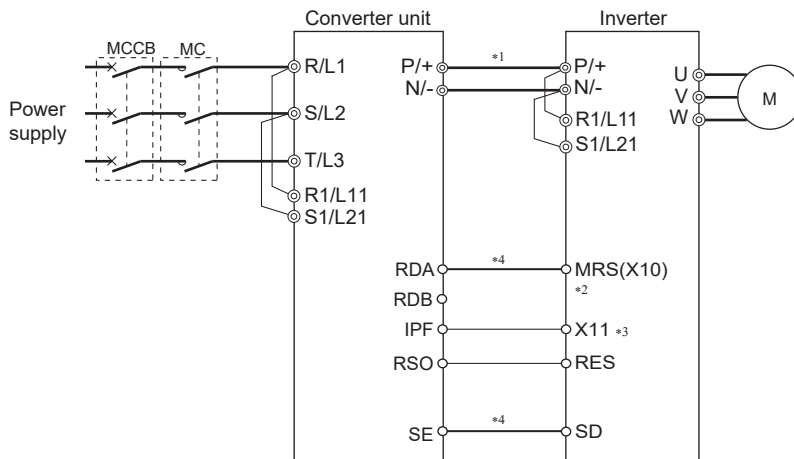 Converter unit
Inverter
MCCB
MC
Power
supply
R/L1
S/L2
T/L3
R1/L11
S1/L21
P/+
N/-
*1
P/+
N/-
R1/L11
S1/L21
U
V
W
M
RDA
*4
MRS(X10)
*2
RDB
IPF
X11 *3
RSO
RES
SE
*4
SD